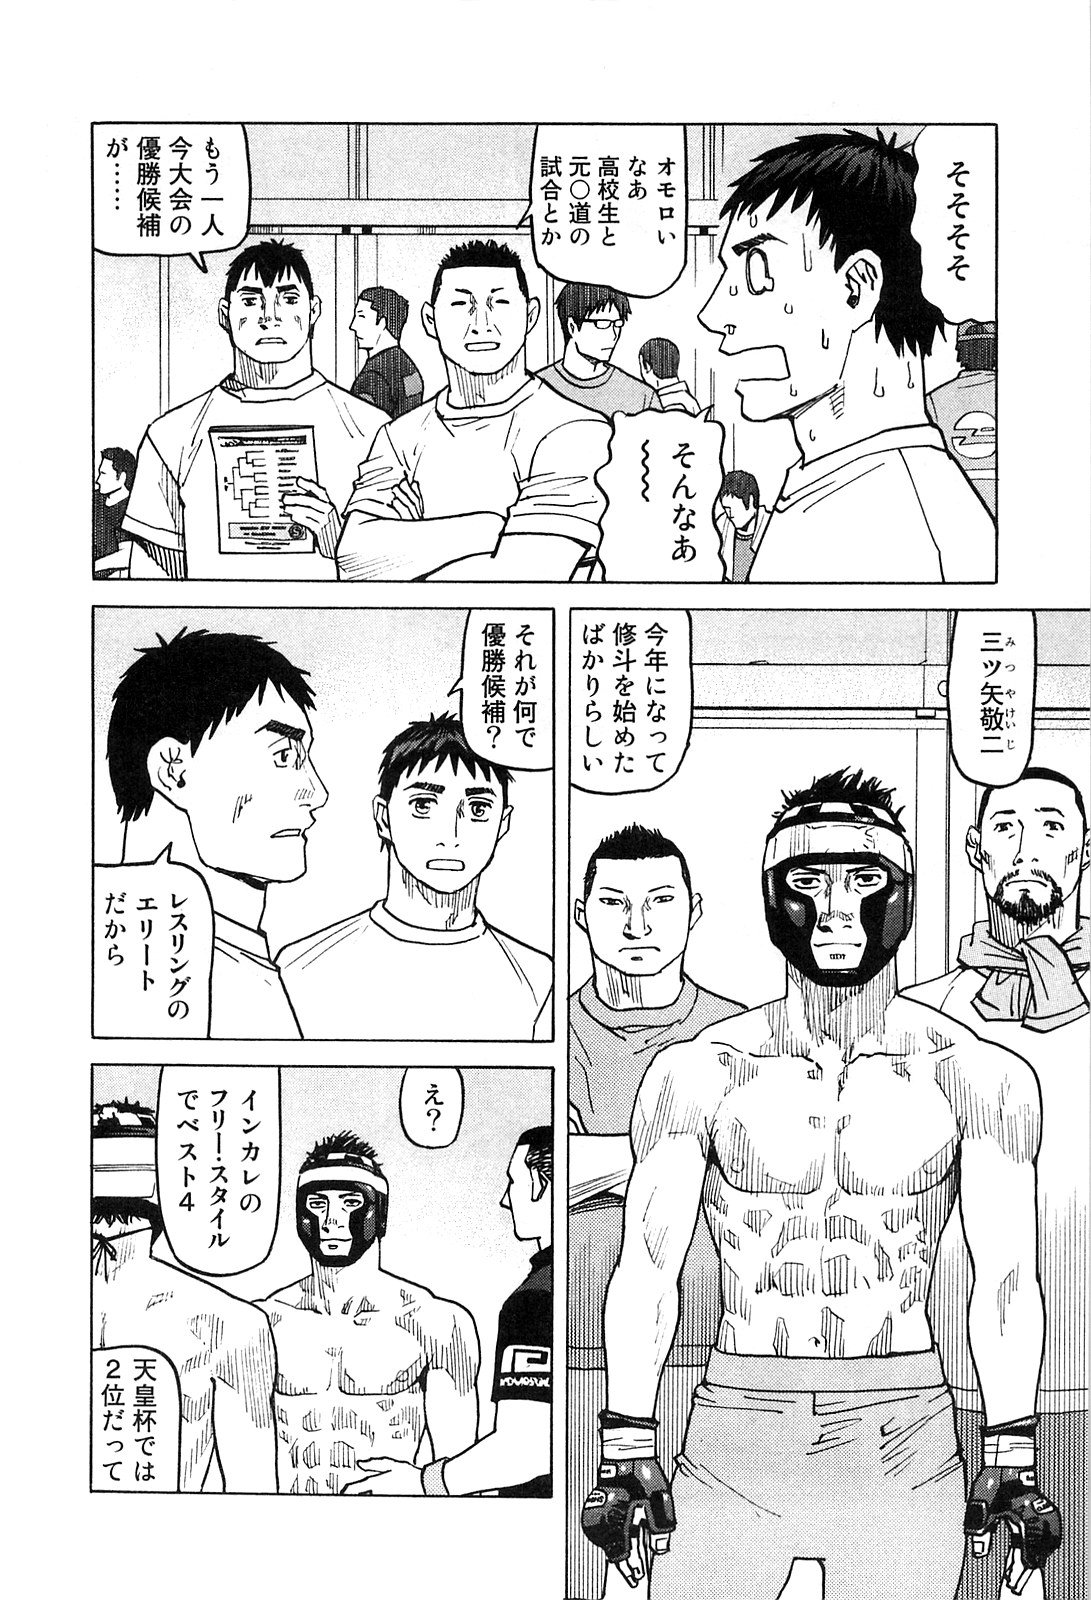 そそそそ
そんなあ
〜〜
オモロい
なあ
高校生と
元〇道の
試合とか
もう一人
今大会の
優勝候補
が……
三ツ矢敬二
みつやけいじ
今年になって
修斗を始めた
ばかりらしい
それが何で
優勝候補?
レスリングの
エリート
だから
え?
インカレの
フリー・スタイル
でベスト4
天皇杯では
2位だって